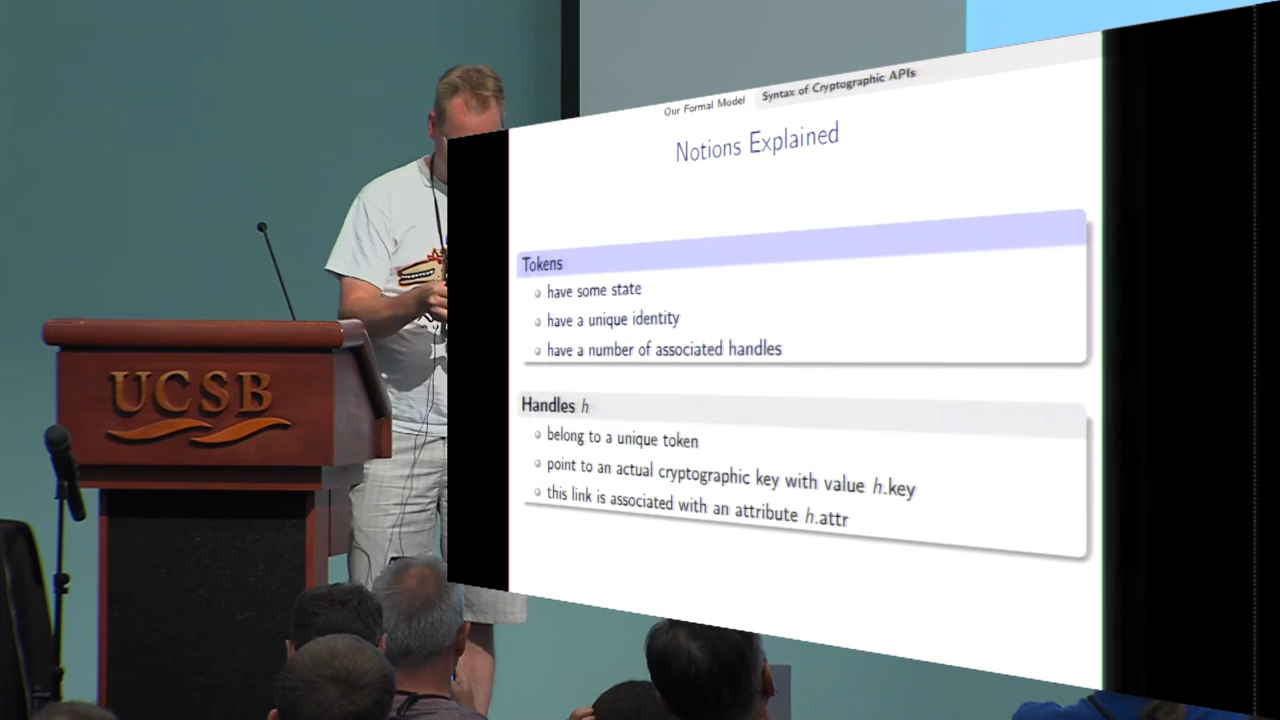 Our Formal Model
Syntax of Cryptographic APIs
Notions Explained
Tokens
have some state
have a unique identity
have a number of associated handles
Handles h
belong to a unique token
point to an actual cryptographic key with value h.key
this link is associated with an attribute h.attr
UCSB